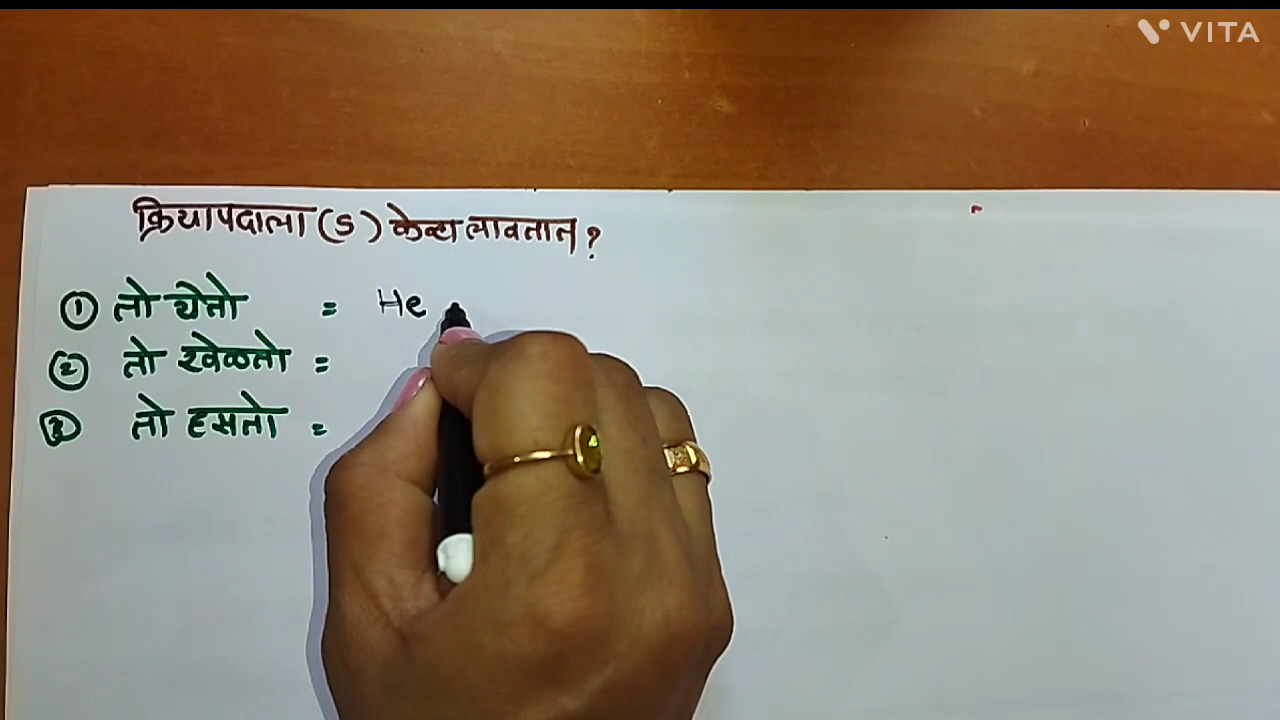 VITA
क्रियापदाला (S) केव्हा लावतात?
① तो येतो = He
② तो खेळतो =
③ तो हसतो =